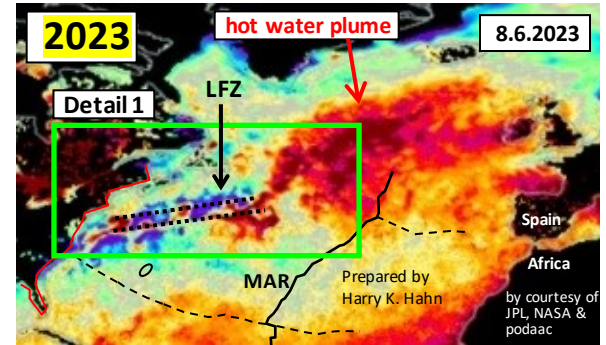 2023
hot water plume
8.6.2023
Detail 1
LFZ
Spain
MAR
Africa
Prepared by
Harry K. Hahn
by courtesy of
JPL, NASA &
podaac